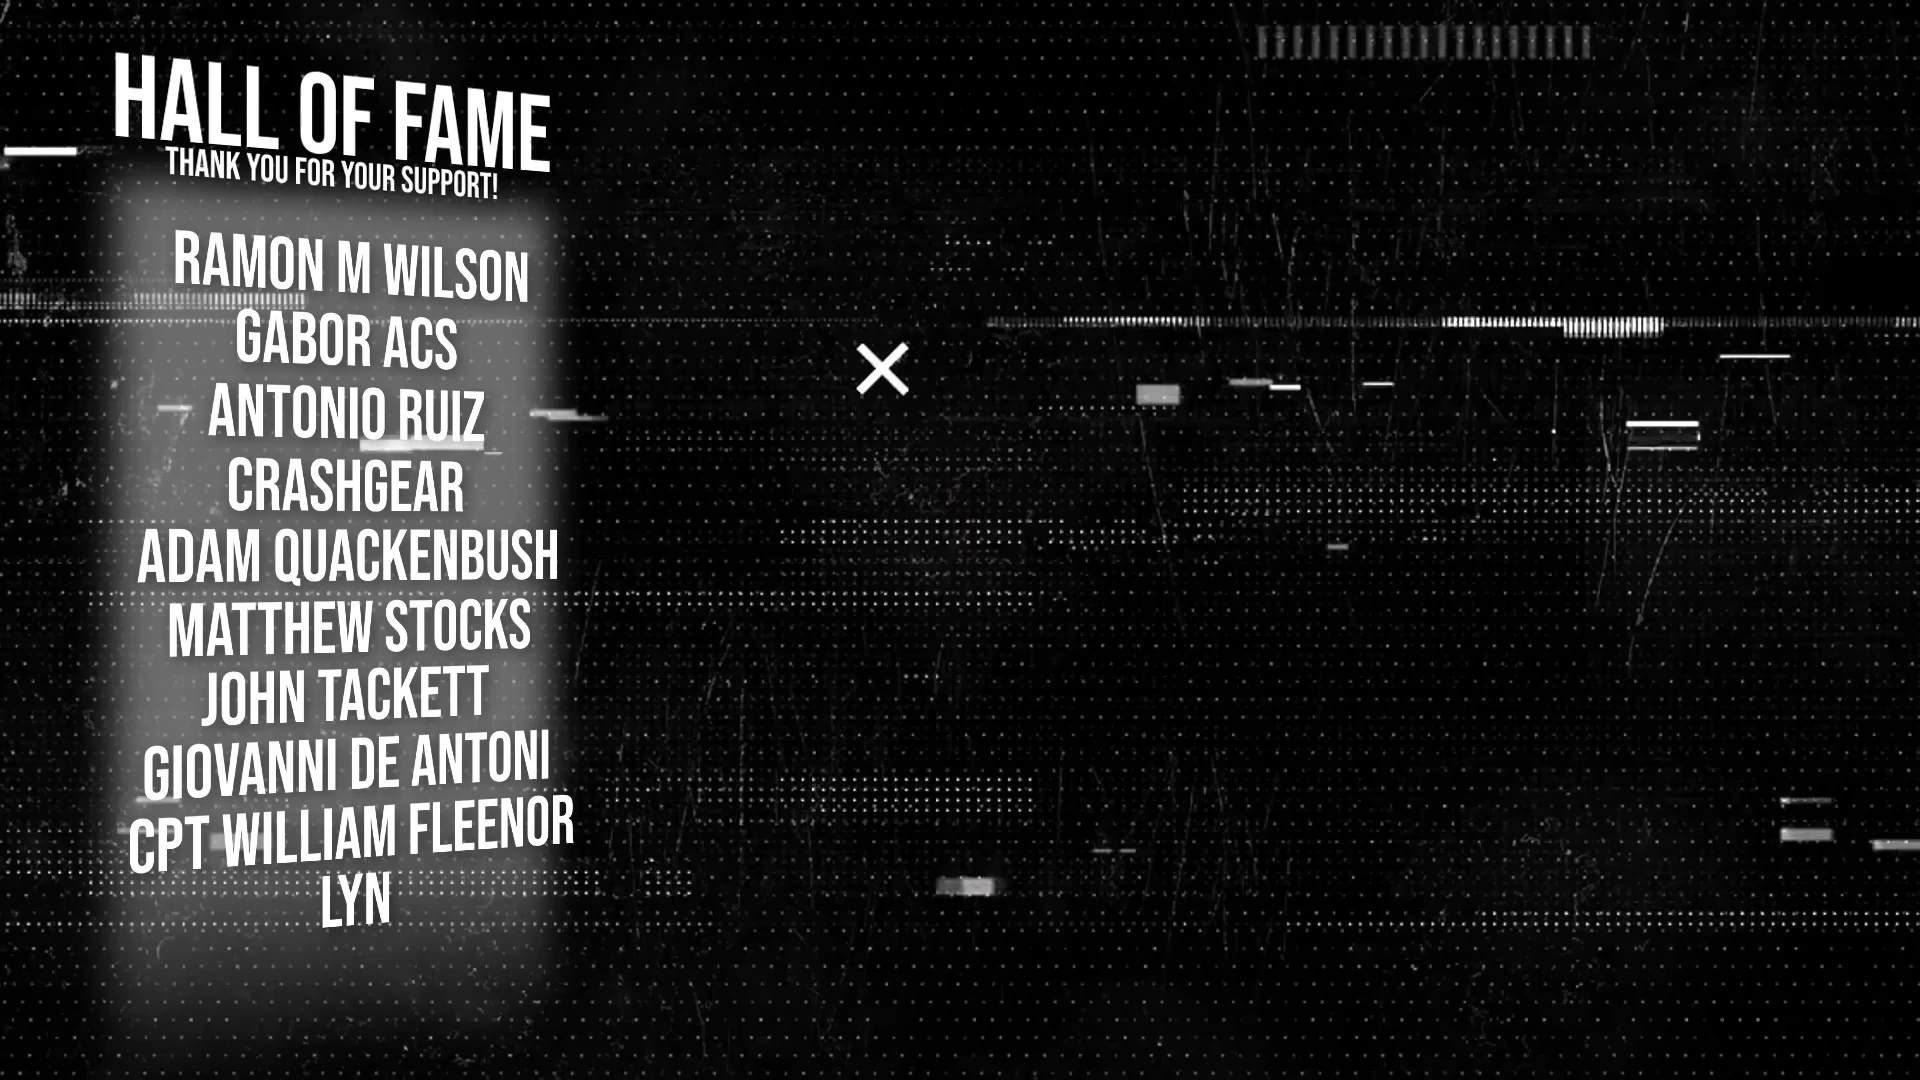 HALL OF FAME
THANK YOU FOR YOUR SUPPORT!
RAMON M WILSON
GABOR ACS
ANTONIO RUIZ
CRASHGEAR
ADAM QUACKENBUSH
MATTHEW STOCKS
JOHN TACKETT
GIOVANNI DE ANTONI
CPT WILLIAM FLEENOR
LYN